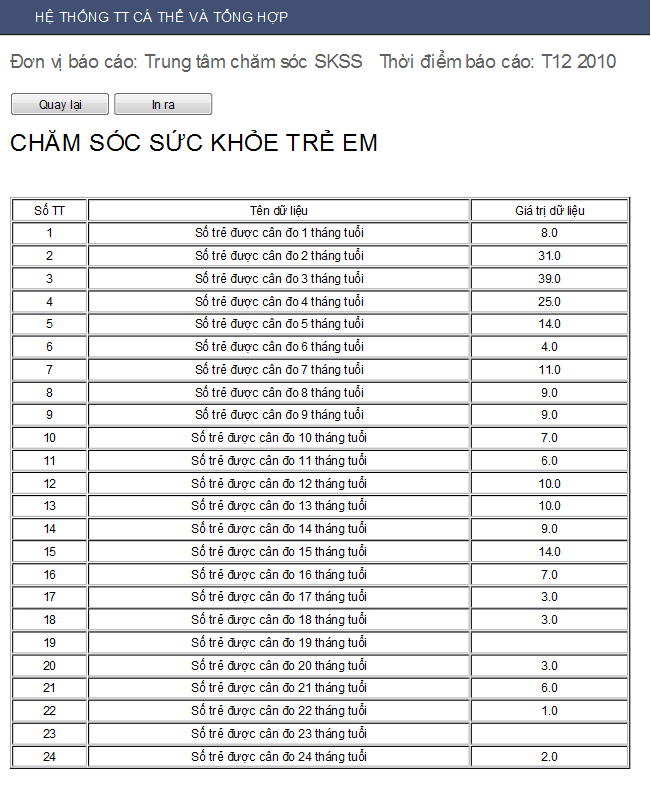 HỆ THỐNG TT CÁ THỂ VÀ TỔNG HỢP
Đơn vị báo cáo: Trung tâm chăm sóc SKSS Thời điểm báo cáo: T12 2010
Quay lại In ra
CHĂM SÓC SỨC KHỎE TRẺ EM
Số TT Tên dữ liệu Giá trị dữ liệu
1 Số trẻ được cân đo 1 tháng tuổi 8.0
2 Số trẻ được cân đo 2 tháng tuổi 31.0
3 Số trẻ được cân đo 3 tháng tuổi 39.0
4 Số trẻ được cân đo 4 tháng tuổi 25.0
5 Số trẻ được cân đo 5 tháng tuổi 14.0
6 Số trẻ được cân đo 6 tháng tuổi 4.0
7 Số trẻ được cân đo 7 tháng tuổi 11.0
8 Số trẻ được cân đo 8 tháng tuổi 9.0
9 Số trẻ được cân đo 9 tháng tuổi 9.0
10 Số trẻ được cân đo 10 tháng tuổi 7.0
11 Số trẻ được cân đo 11 tháng tuổi 6.0
12 Số trẻ được cân đo 12 tháng tuổi 10.0
13 Số trẻ được cân đo 13 tháng tuổi 10.0
14 Số trẻ được cân đo 14 tháng tuổi 9.0
15 Số trẻ được cân đo 15 tháng tuổi 14.0
16 Số trẻ được cân đo 16 tháng tuổi 7.0
17 Số trẻ được cân đo 17 tháng tuổi 3.0
18 Số trẻ được cân đo 18 tháng tuổi 3.0
19 Số trẻ được cân đo 19 tháng tuổi
20 Số trẻ được cân đo 20 tháng tuổi 3.0
21 Số trẻ được cân đo 21 tháng tuổi 6.0
22 Số trẻ được cân đo 22 tháng tuổi 1.0
23 Số trẻ được cân đo 23 tháng tuổi
24 Số trẻ được cân đo 24 tháng tuổi 2.0